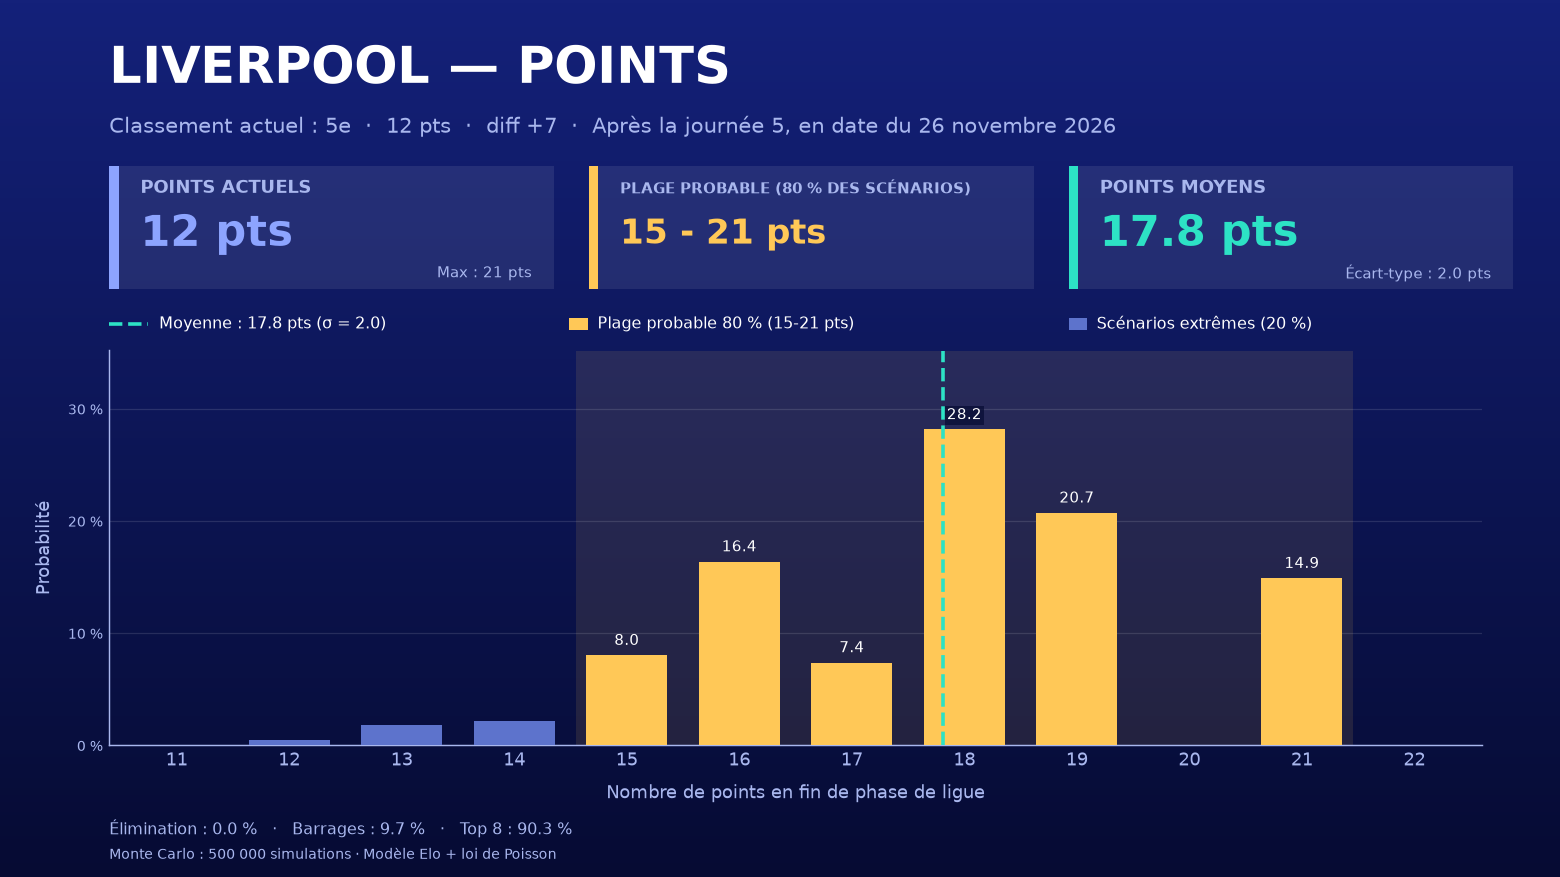 LIVERPOOL — POINTS
Classement actuel : 5e · 12 pts · diff +7 · Après la journée 5, en date du 26 novembre 2026
POINTS ACTUELS
12 pts
Max : 21 pts
PLAGE PROBABLE (80 % DES SCÉNARIOS)
15 - 21 pts
POINTS MOYENS
17.8 pts
Écart-type : 2.0 pts
Moyenne : 17.8 pts (σ = 2.0)
Plage probable 80 % (15-21 pts)
Scénarios extrêmes (20 %)
Probabilité
30 %
20 %
10 %
0 %
8.0
16.4
7.4
28.2
20.7
14.9
11 12 13 14 15 16 17 18 19 20 21 22
Nombre de points en fin de phase de ligue
Élimination : 0.0 % · Barrages : 9.7 % · Top 8 : 90.3 %
Monte Carlo : 500 000 simulations · Modèle Elo + loi de Poisson